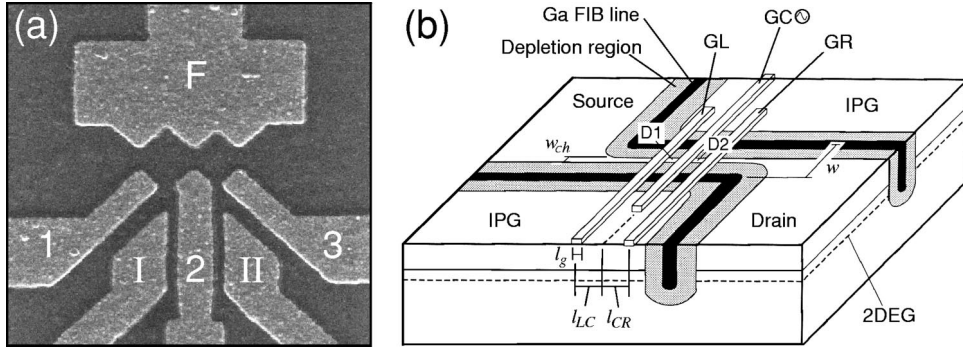 (a)
F
1
I
2
II
3
(b)
Ga FIB line
Depletion region
GL
GC
GR
Source
IPG
D1
D2
w_ch
w
IPG
Drain
l_g
l_LC
l_CR
2DEG